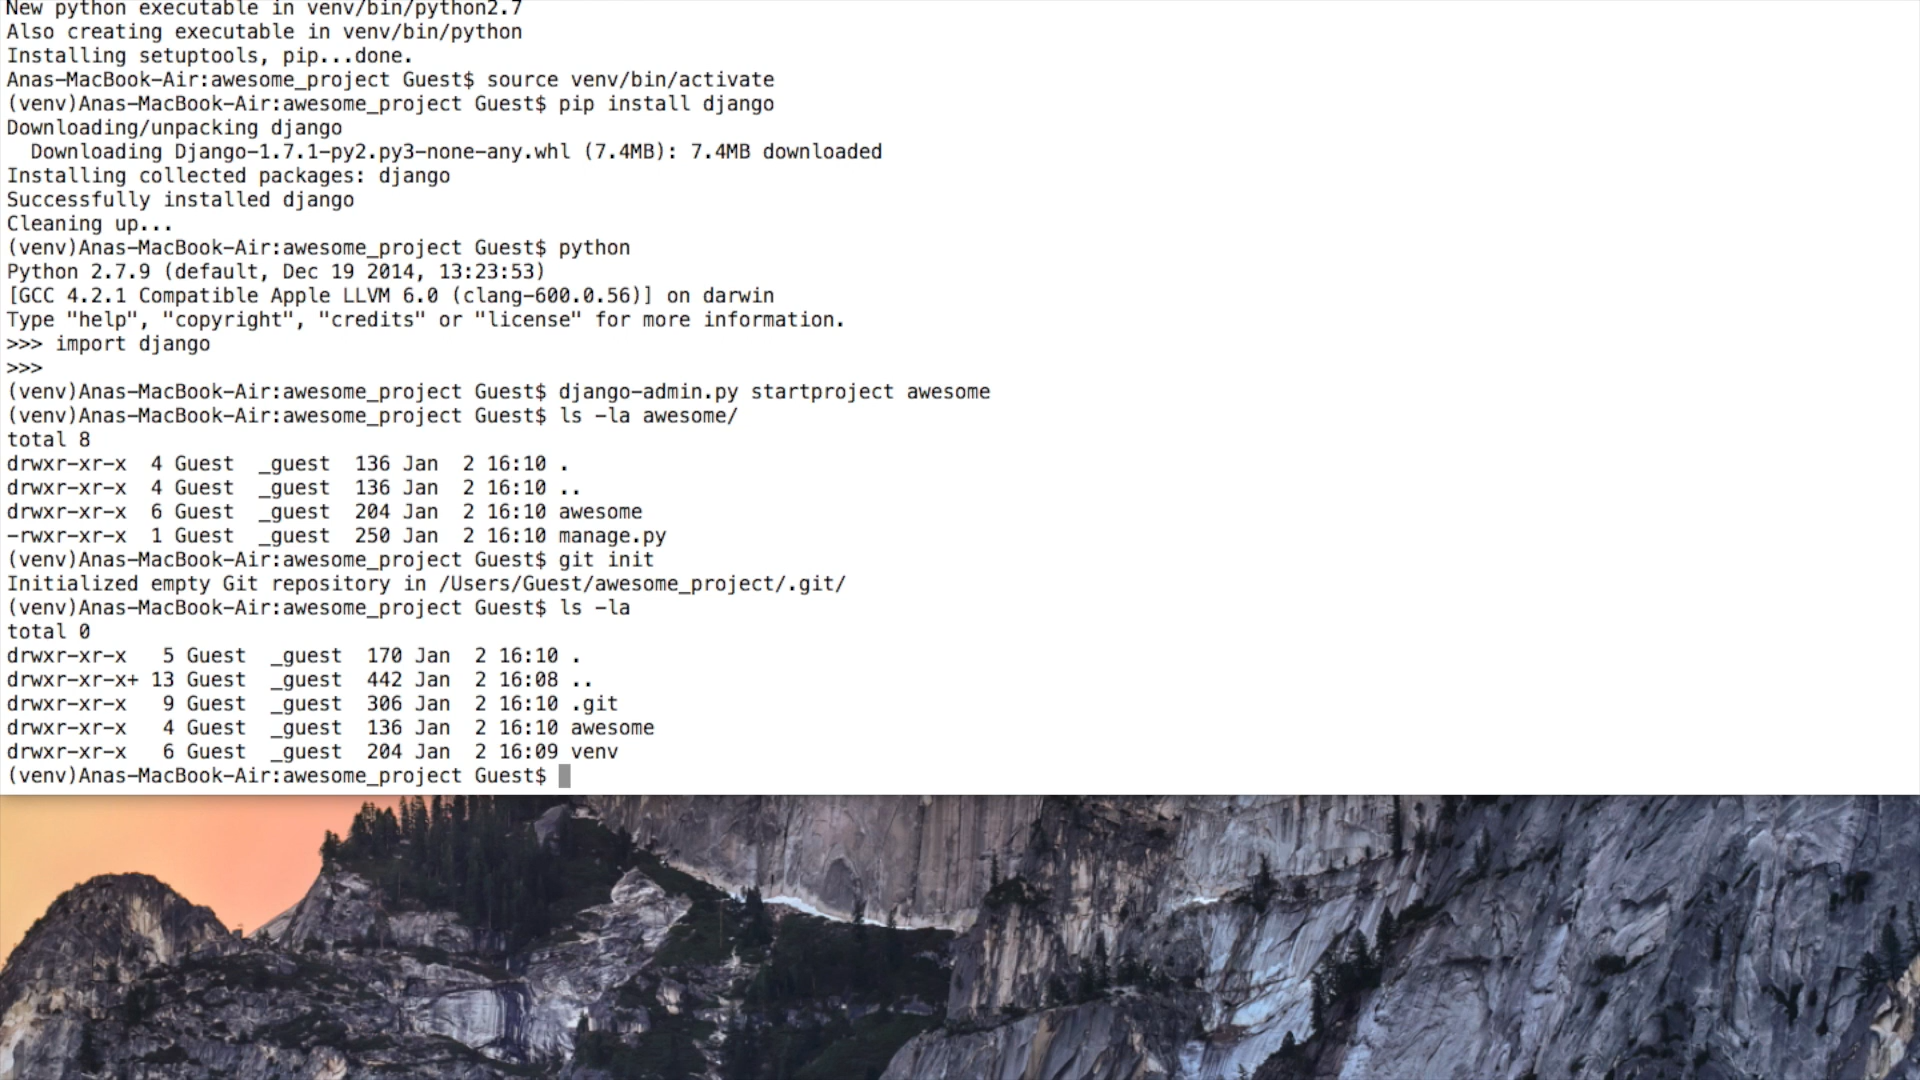 New python executable in venv/bin/python2.7
Also creating executable in venv/bin/python
Installing setuptools, pip...done.
Anas-MacBook-Air:awesome_project Guest$ source venv/bin/activate
(venv)Anas-MacBook-Air:awesome_project Guest$ pip install django
Downloading/unpacking django
  Downloading Django-1.7.1-py2.py3-none-any.whl (7.4MB): 7.4MB downloaded
Installing collected packages: django
Successfully installed django
Cleaning up...
(venv)Anas-MacBook-Air:awesome_project Guest$ python
Python 2.7.9 (default, Dec 19 2014, 13:23:53)
[GCC 4.2.1 Compatible Apple LLVM 6.0 (clang-600.0.56)] on darwin
Type "help", "copyright", "credits" or "license" for more information.
>>> import django
>>>
(venv)Anas-MacBook-Air:awesome_project Guest$ django-admin.py startproject awesome
(venv)Anas-MacBook-Air:awesome_project Guest$ ls -la awesome/
total 8
drwxr-xr-x  4 Guest  _guest  136 Jan  2 16:10 .
drwxr-xr-x  4 Guest  _guest  136 Jan  2 16:10 ..
drwxr-xr-x  6 Guest  _guest  204 Jan  2 16:10 awesome
-rwxr-xr-x  1 Guest  _guest  250 Jan  2 16:10 manage.py
(venv)Anas-MacBook-Air:awesome_project Guest$ git init
Initialized empty Git repository in /Users/Guest/awesome_project/.git/
(venv)Anas-MacBook-Air:awesome_project Guest$ ls -la
total 0
drwxr-xr-x   5 Guest  _guest  170 Jan  2 16:10 .
drwxr-xr-x+ 13 Guest  _guest  442 Jan  2 16:08 ..
drwxr-xr-x   9 Guest  _guest  306 Jan  2 16:10 .git
drwxr-xr-x   4 Guest  _guest  136 Jan  2 16:10 awesome
drwxr-xr-x   6 Guest  _guest  204 Jan  2 16:09 venv
(venv)Anas-MacBook-Air:awesome_project Guest$